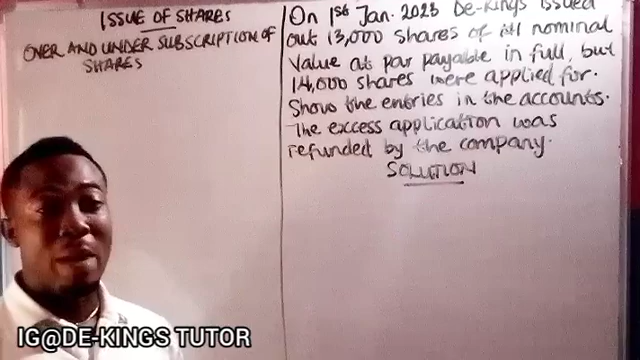 ISSUE OF SHARES
OVER AND UNDER SUBSCRIPTION OF
SHARES
On 1st Jan. 2023 De-Kings issued
out 13,000 shares of nominal
value at par payable in full, but
14,000 shares were applied for.
Show the entries in the accounts.
The excess application was
refunded by the company.
SOLUTION
IG@DE-KINGS TUTOR